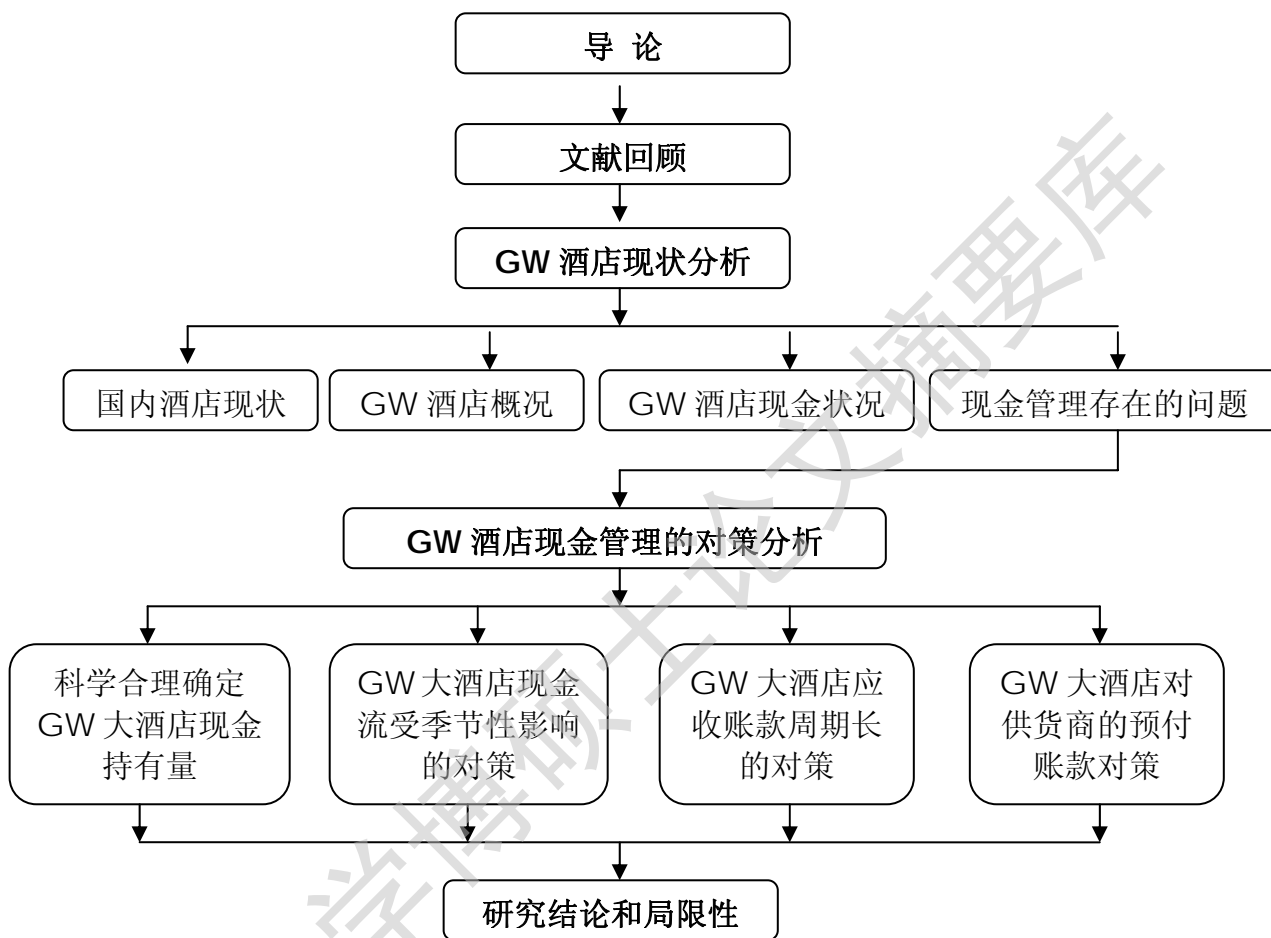 导 论
文献回顾
GW 酒店现状分析
国内酒店现状
GW 酒店概况
GW 酒店现金状况
现金管理存在的问题
GW 酒店现金管理的对策分析
科学合理确定
GW 大酒店现金
持有量
GW 大酒店现金
流受季节性影响
的对策
GW 大酒店应
收账款周期长
的对策
GW 大酒店对
供货商的预付
账款对策
研究结论和局限性
学博硕士论文摘要库